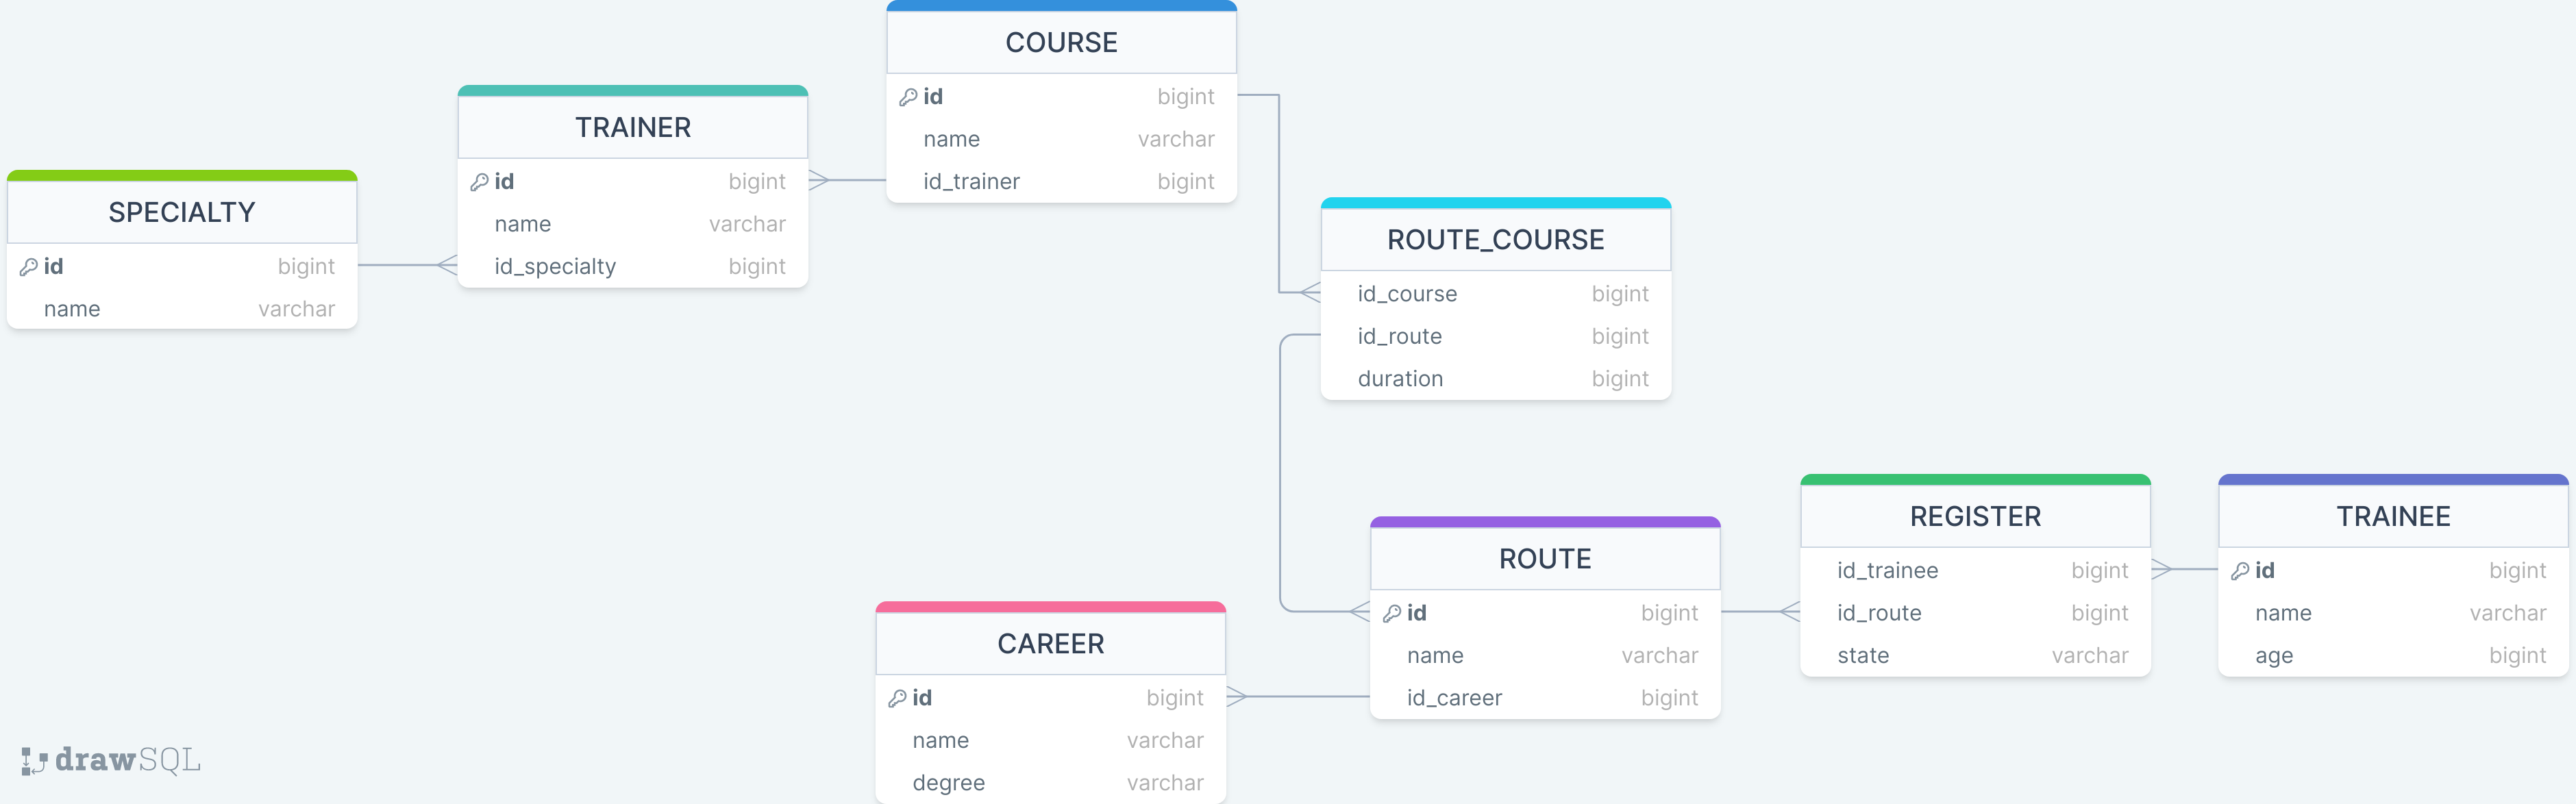 SPECIALTY
id bigint
name varchar
TRAINER
id bigint
name varchar
id_specialty bigint
COURSE
id bigint
name varchar
id_trainer bigint
ROUTE_COURSE
id_course bigint
id_route bigint
duration bigint
CAREER
id bigint
name varchar
degree varchar
ROUTE
id bigint
name varchar
id_career bigint
REGISTER
id_trainee bigint
id_route bigint
state varchar
TRAINEE
id bigint
name varchar
age bigint
drawSQL